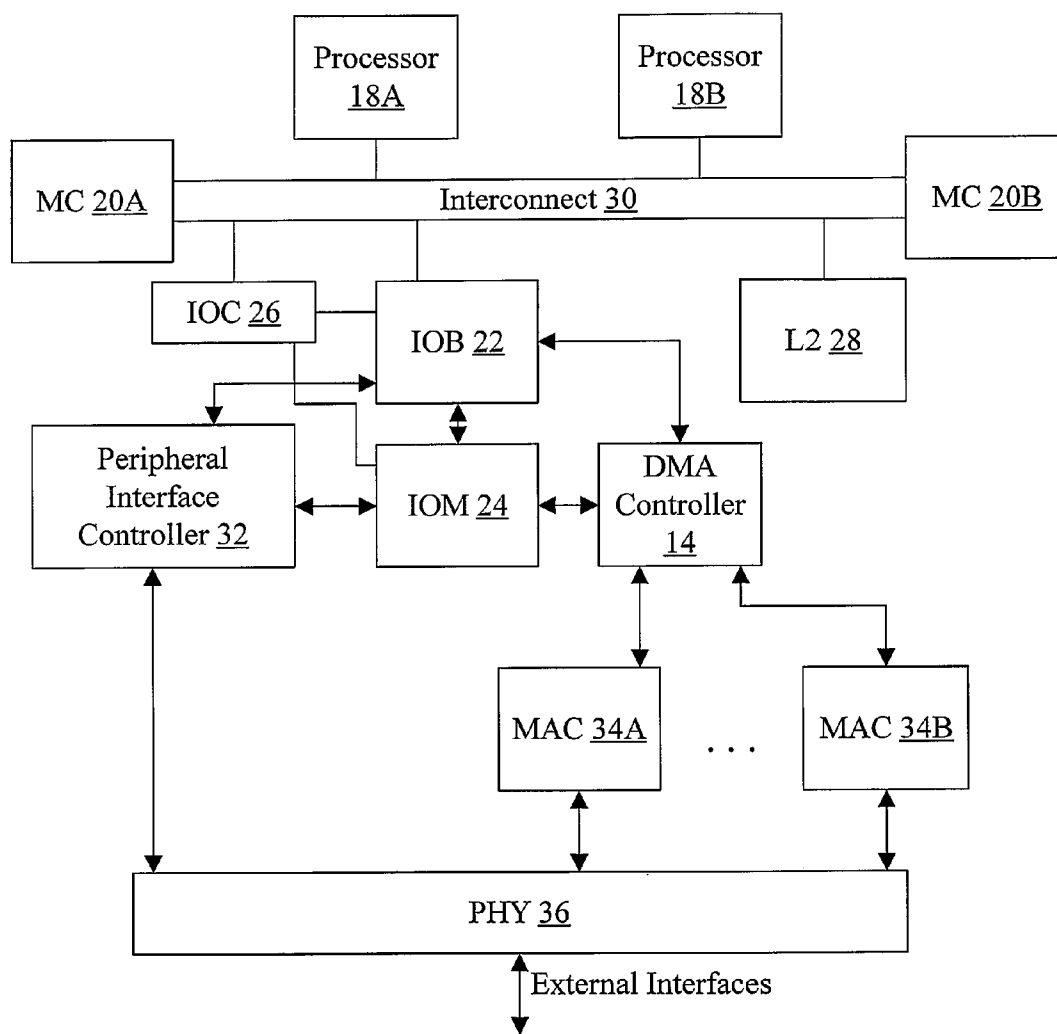 Processor
18A
Processor
18B
MC 20A
Interconnect 30
MC 20B
IOC 26
IOB 22
L2 28
Peripheral
Interface
Controller 32
IOM 24
DMA
Controller
14
MAC 34A
. . .
MAC 34B
PHY 36
External Interfaces